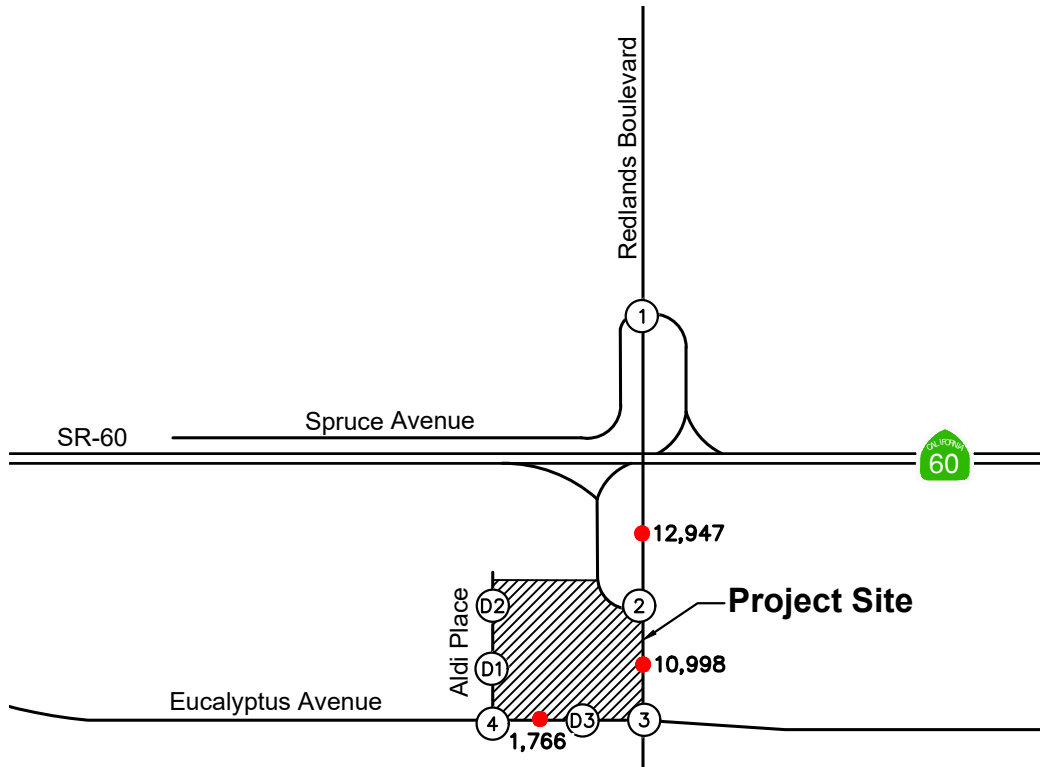 Redlands Boulevard
1
Spruce Avenue
SR-60
CALIFORNIA
60
12,947
D2
2
Project Site
Aldi Place
D1
10,998
Eucalyptus Avenue
4
D3
3
1,766